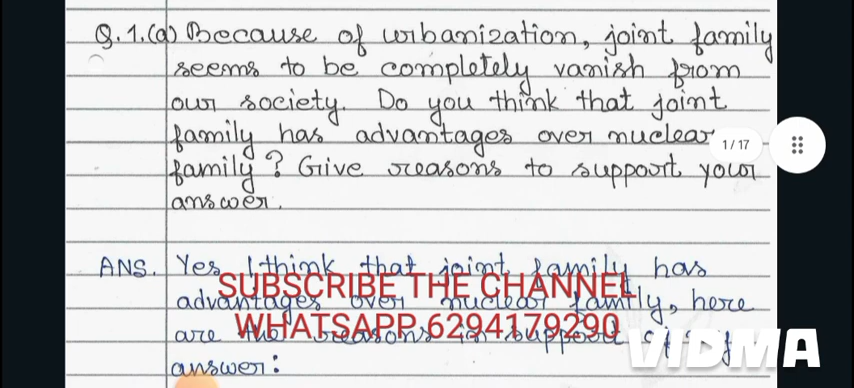 Q.1.(a) Because of urbanization, joint family
seems to be completely vanish from
our society. Do you think that joint
family has advantages over nuclear
1 / 17
family? Give reasons to support your
answer.
ANS. Yes I think that joint family has
SUBSCRIBE THE CHANNEL
advantages over nuclear family, here
WHATSAPP 6294179290
are the reasons in support of
VIDMA
answer: